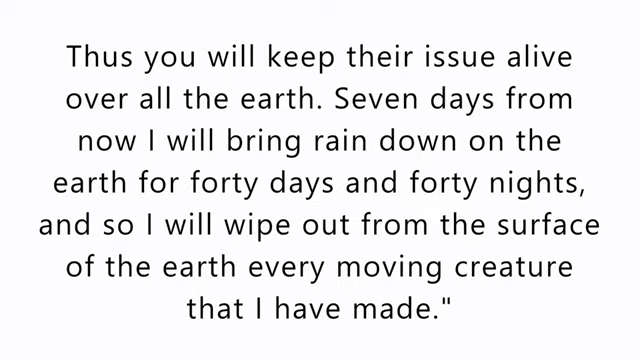 Thus you will keep their issue alive
over all the earth. Seven days from
now I will bring rain down on the
earth for forty days and forty nights,
and so I will wipe out from the surface
of the earth every moving creature
that I have made."